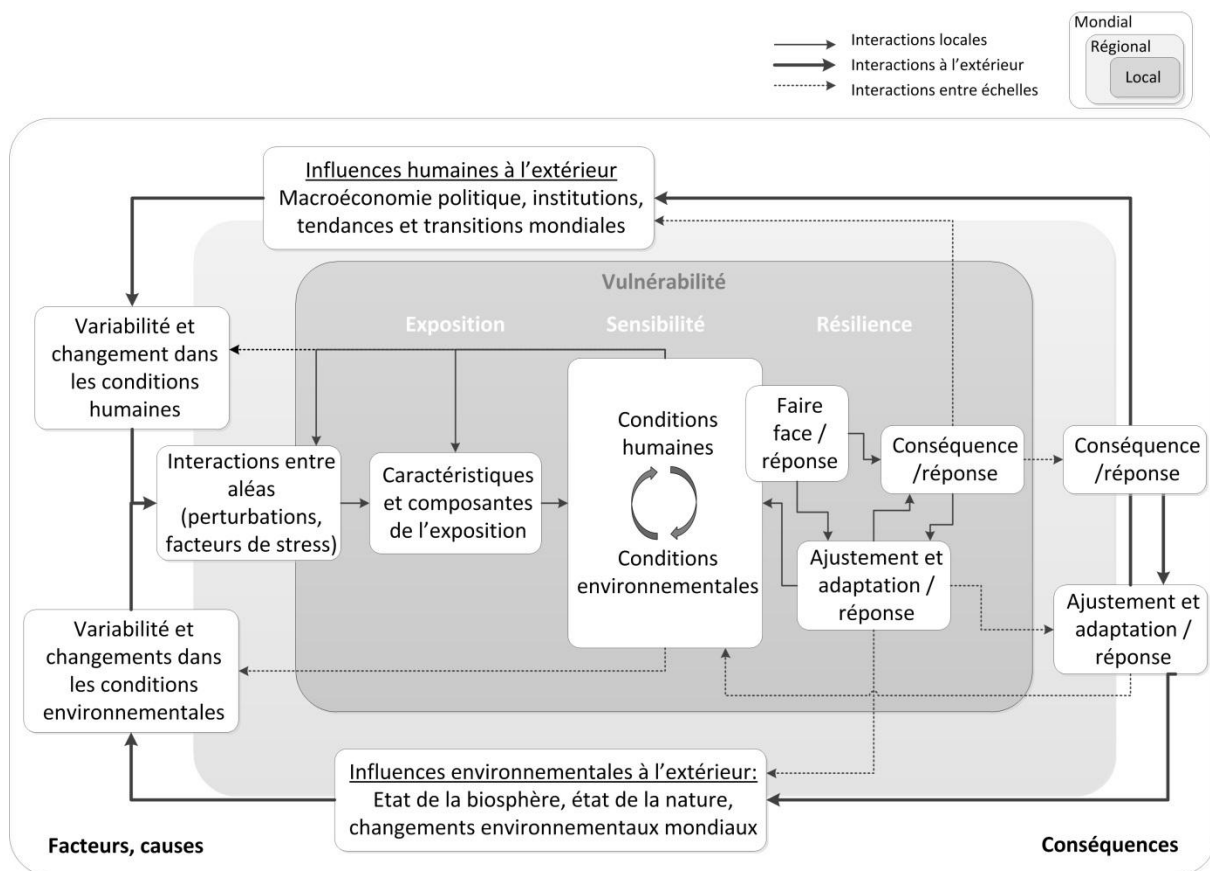 Interactions locales
Interactions à l'extérieur
Interactions entre échelles
Mondial
Régional
Local
Influences humaines à l'extérieur
Macroéconomie politique, institutions,
tendances et transitions mondiales
Vulnérabilité
Exposition
Sensibilité
Résilience
Variabilité et
changement dans
les conditions
humaines
Interactions entre
aléas
(perturbations,
facteurs de stress)
Caractéristiques
et composantes
de l'exposition
Conditions
humaines
Conditions
environnementales
Faire
face /
réponse
Conséquence
/réponse
Ajustement et
adaptation /
réponse
Conséquence
/réponse
Ajustement et
adaptation /
réponse
Variabilité et
changements dans
les conditions
environnementales
Influences environnementales à l'extérieur:
Etat de la biosphère, état de la nature,
changements environnementaux mondiaux
Facteurs, causes
Conséquences